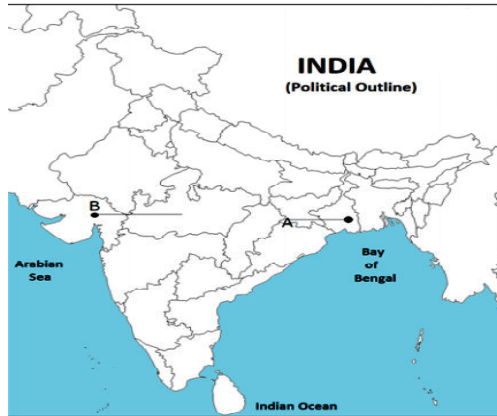 INDIA
(Political Outline)
B
A
Arabian
Sea
Bay
of
Bengal
Indian Ocean